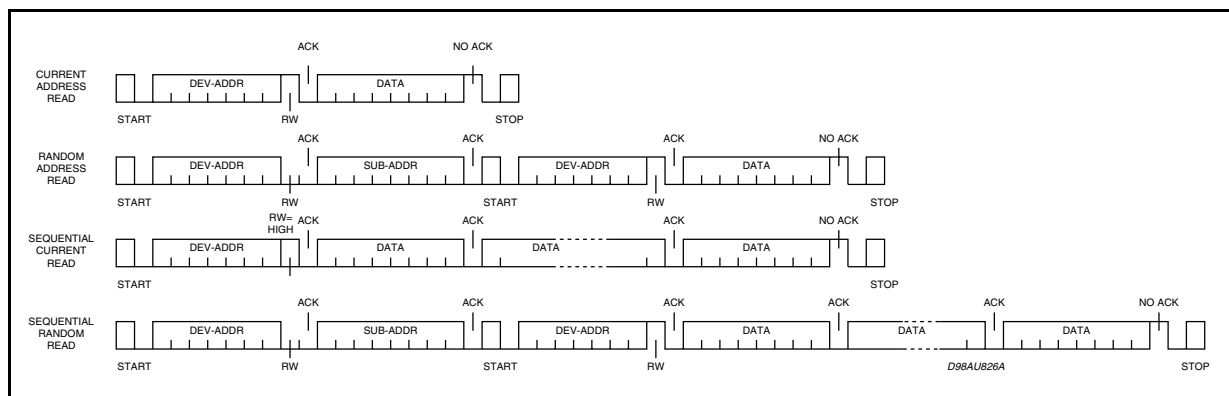 ACK NO ACK
CURRENT
ADDRESS
READ
DEV-ADDR DATA
START RW STOP
ACK ACK ACK NO ACK
RANDOM
ADDRESS
READ
DEV-ADDR SUB-ADDR DEV-ADDR DATA
START RW START RW STOP
RW=
HIGH
ACK ACK ACK NO ACK
SEQUENTIAL
CURRENT
READ
DEV-ADDR DATA DATA DATA
START STOP
ACK ACK ACK ACK ACK NO ACK
SEQUENTIAL
RANDOM
READ
DEV-ADDR SUB-ADDR DEV-ADDR DATA DATA DATA
START RW START RW D98AU826A STOP